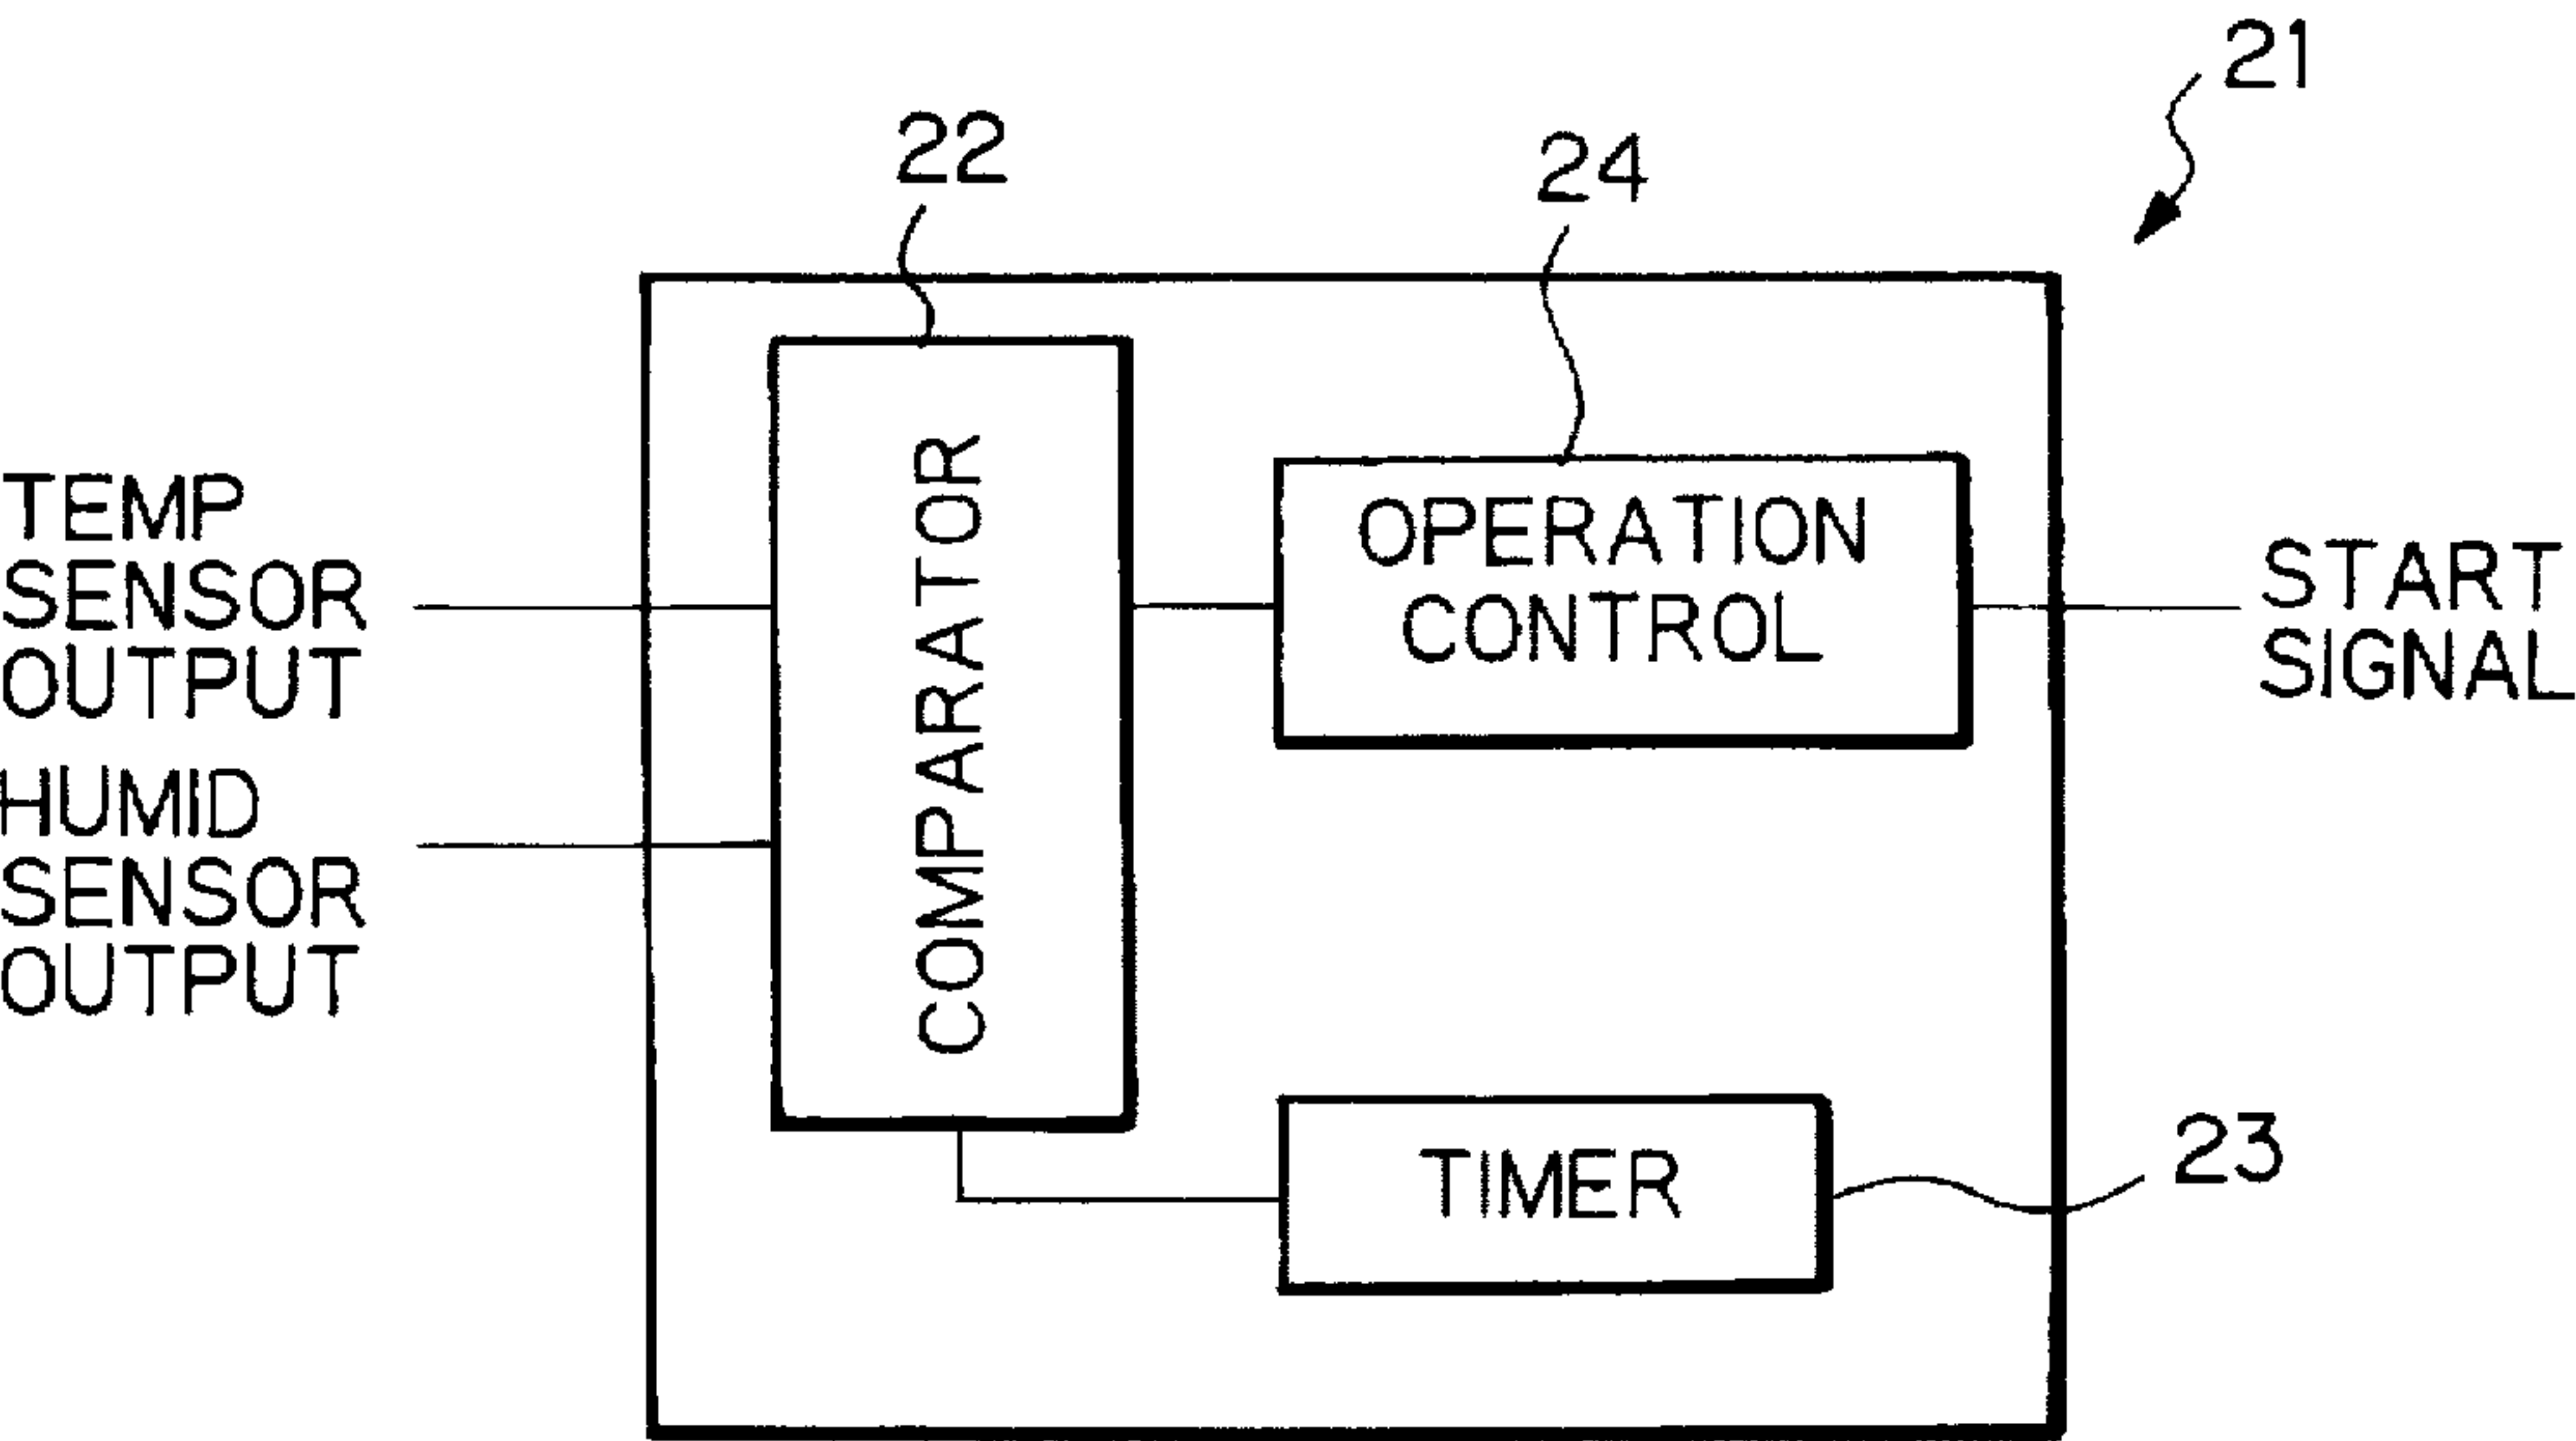 21
22
24
TEMP
SENSOR
OUTPUT
HUMID
SENSOR
OUTPUT
COMPARATOR
OPERATION
CONTROL
START
SIGNAL
TIMER
23